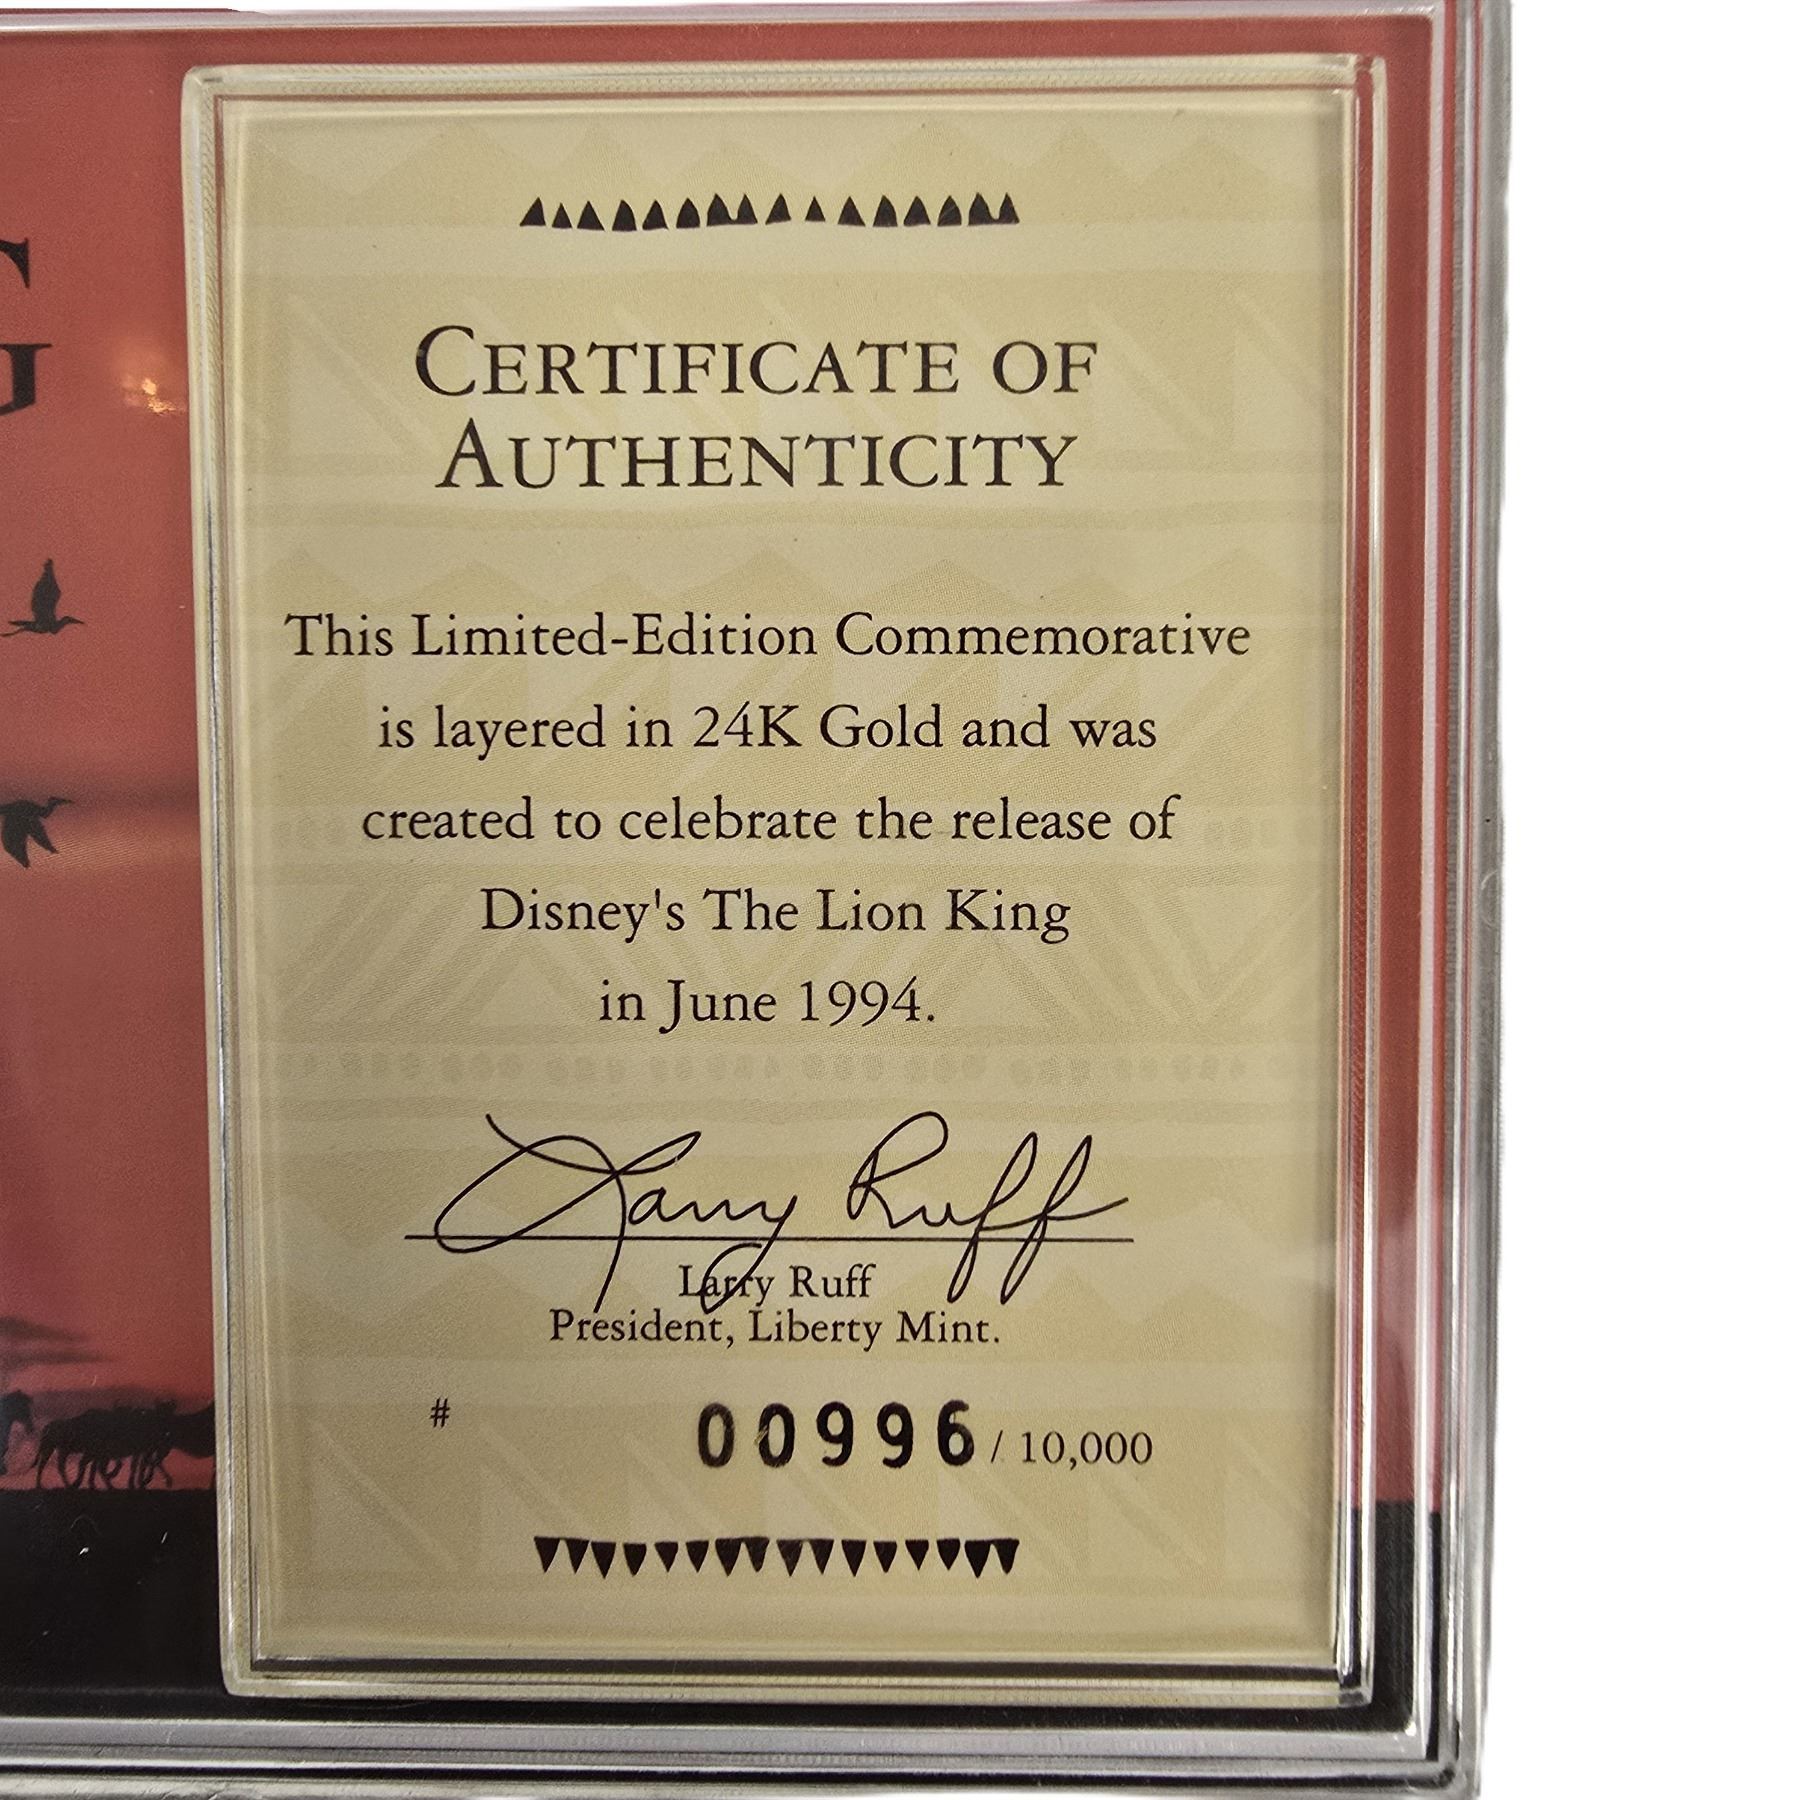 G
CERTIFICATE OF
AUTHENTICITY
This Limited-Edition Commemorative
is layered in 24K Gold and was
created to celebrate the release of
Disney's The Lion King
in June 1994.
Larry Ruff
Larry Ruff
President, Liberty Mint.
# 00996 / 10,000